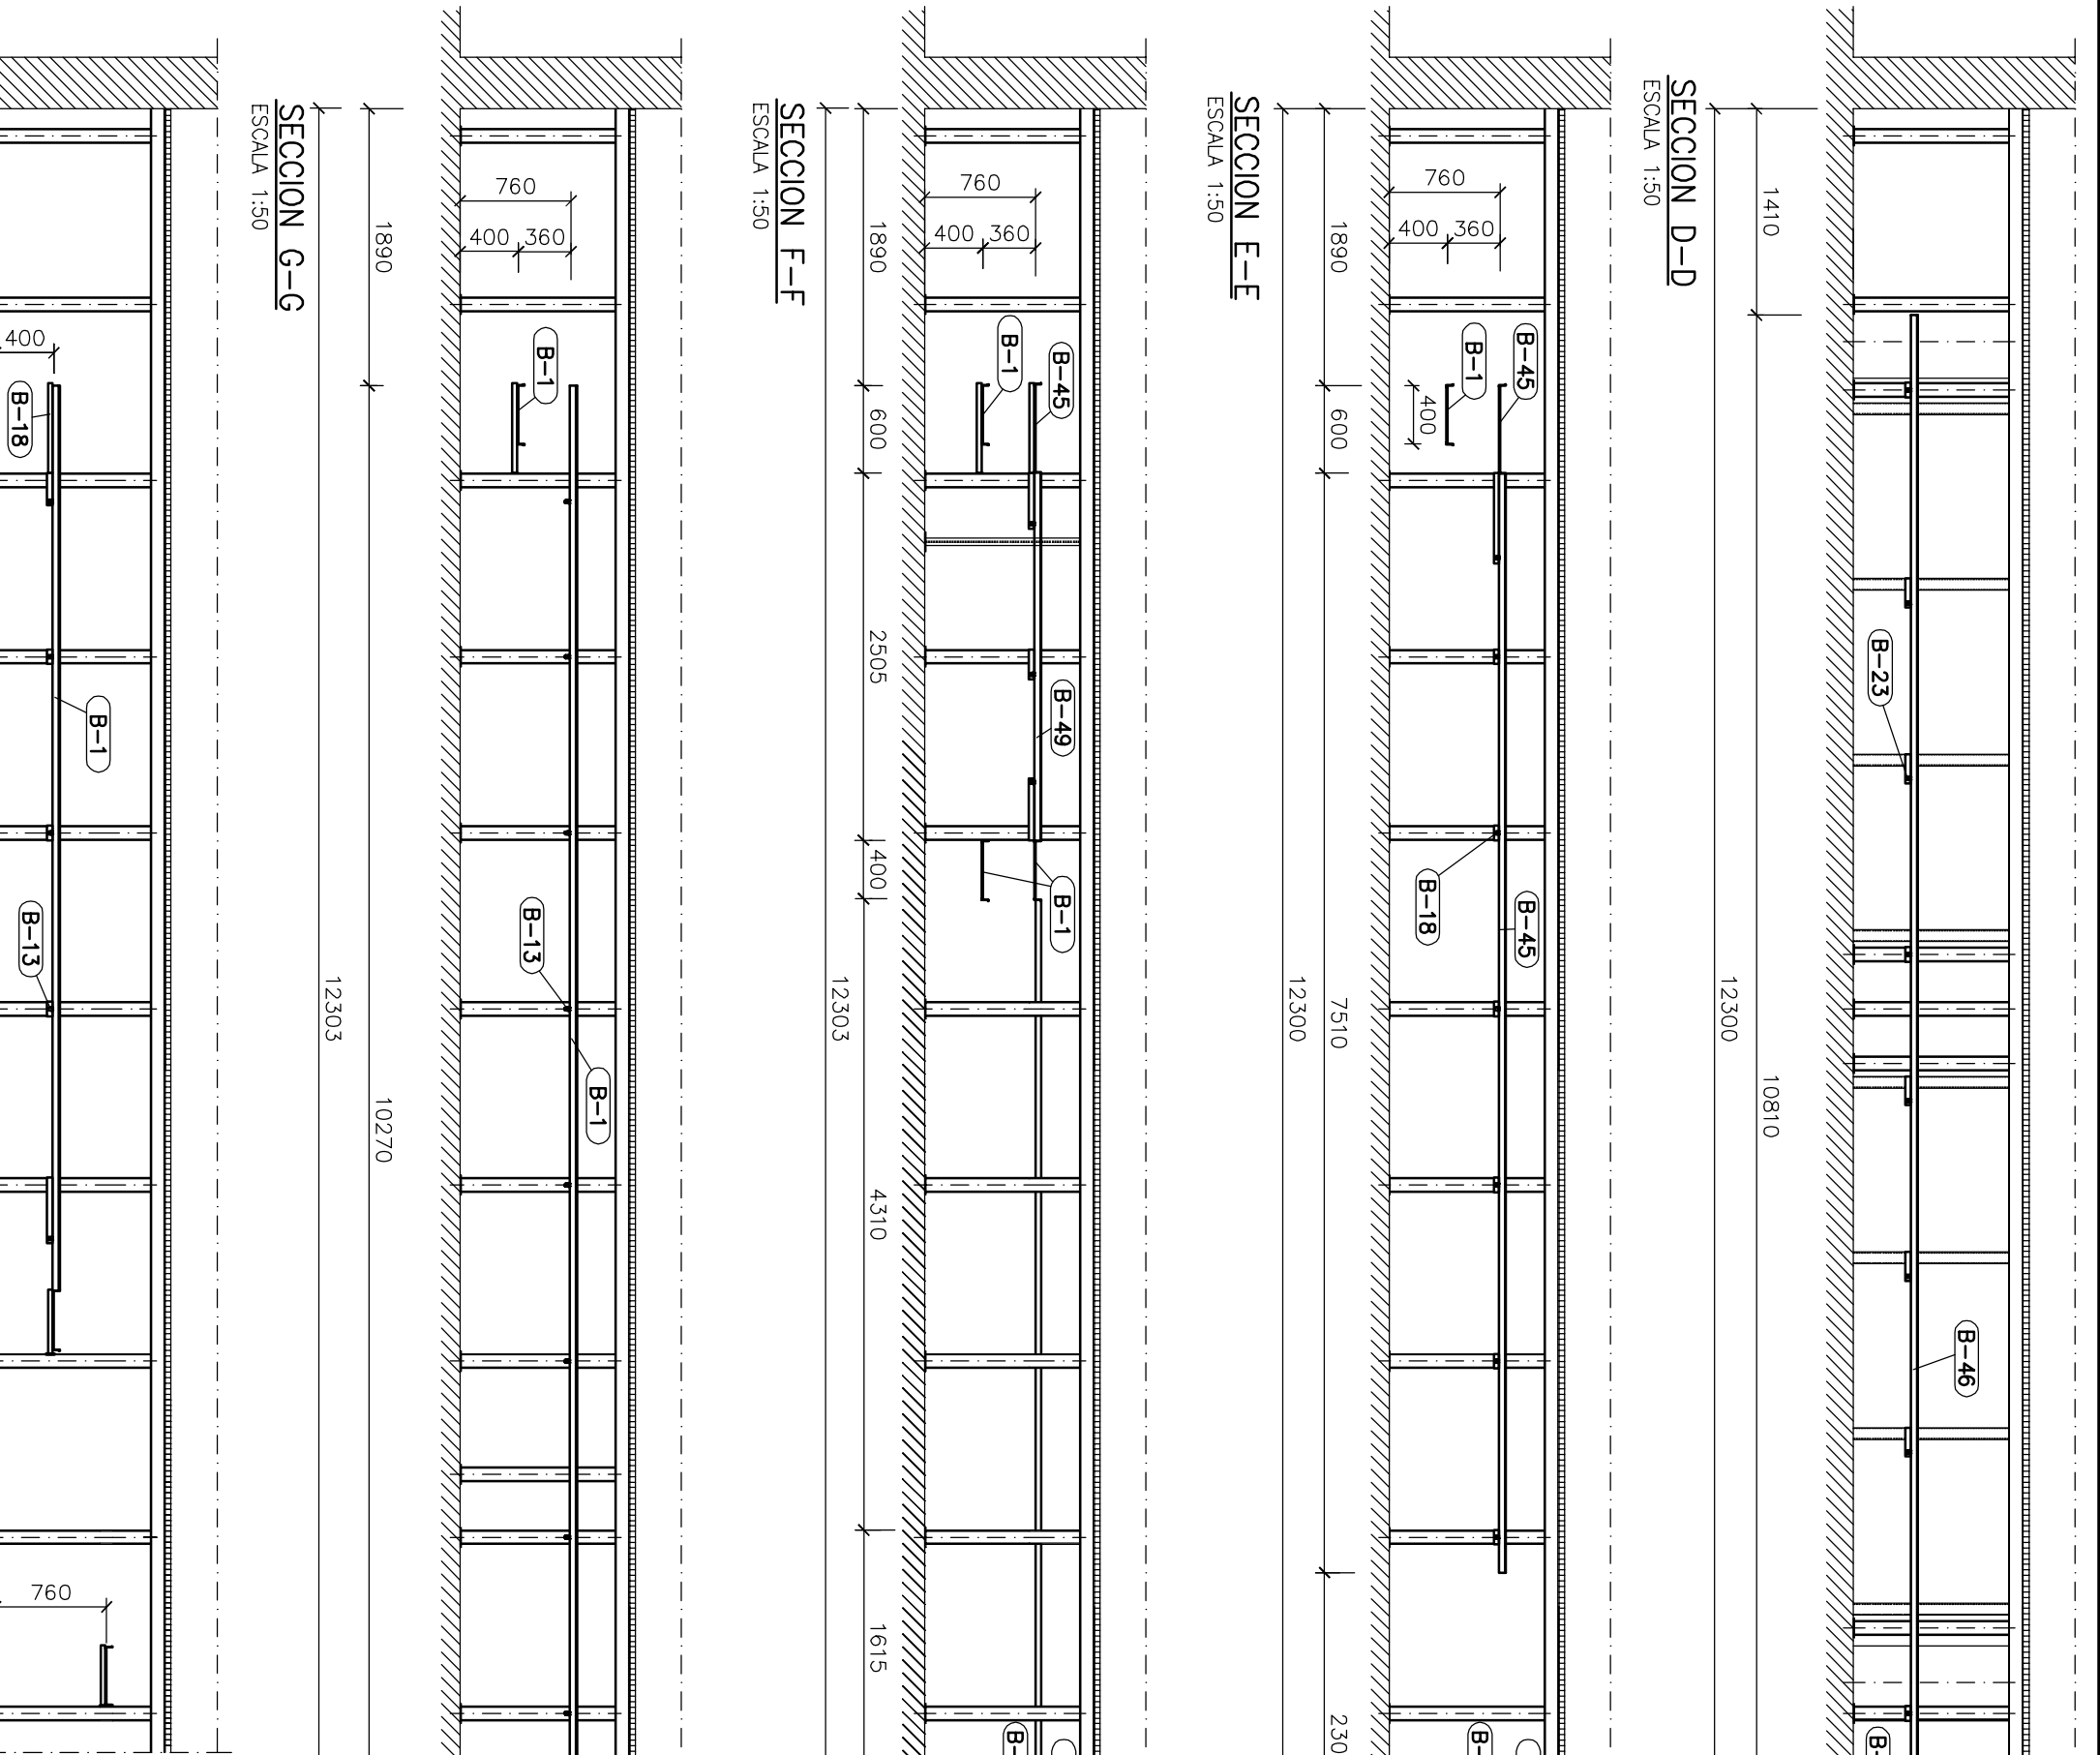 B-23
B-46
B-
1410
10810
12300
SECCION D-D
ESCALA 1:50
760
400
360
B-45
B-1
400
B-45
B-18
B-
1890
600
7510
230
12300
SECCION E-E
ESCALA 1:50
760
400
360
B-45
B-1
B-49
B-1
B-
1890
600
2505
400
4310
1615
12303
SECCION F-F
ESCALA 1:50
760
400
360
B-1
B-13
B-1
1890
10270
12303
SECCION G-G
ESCALA 1:50
400
B-18
B-1
B-13
760